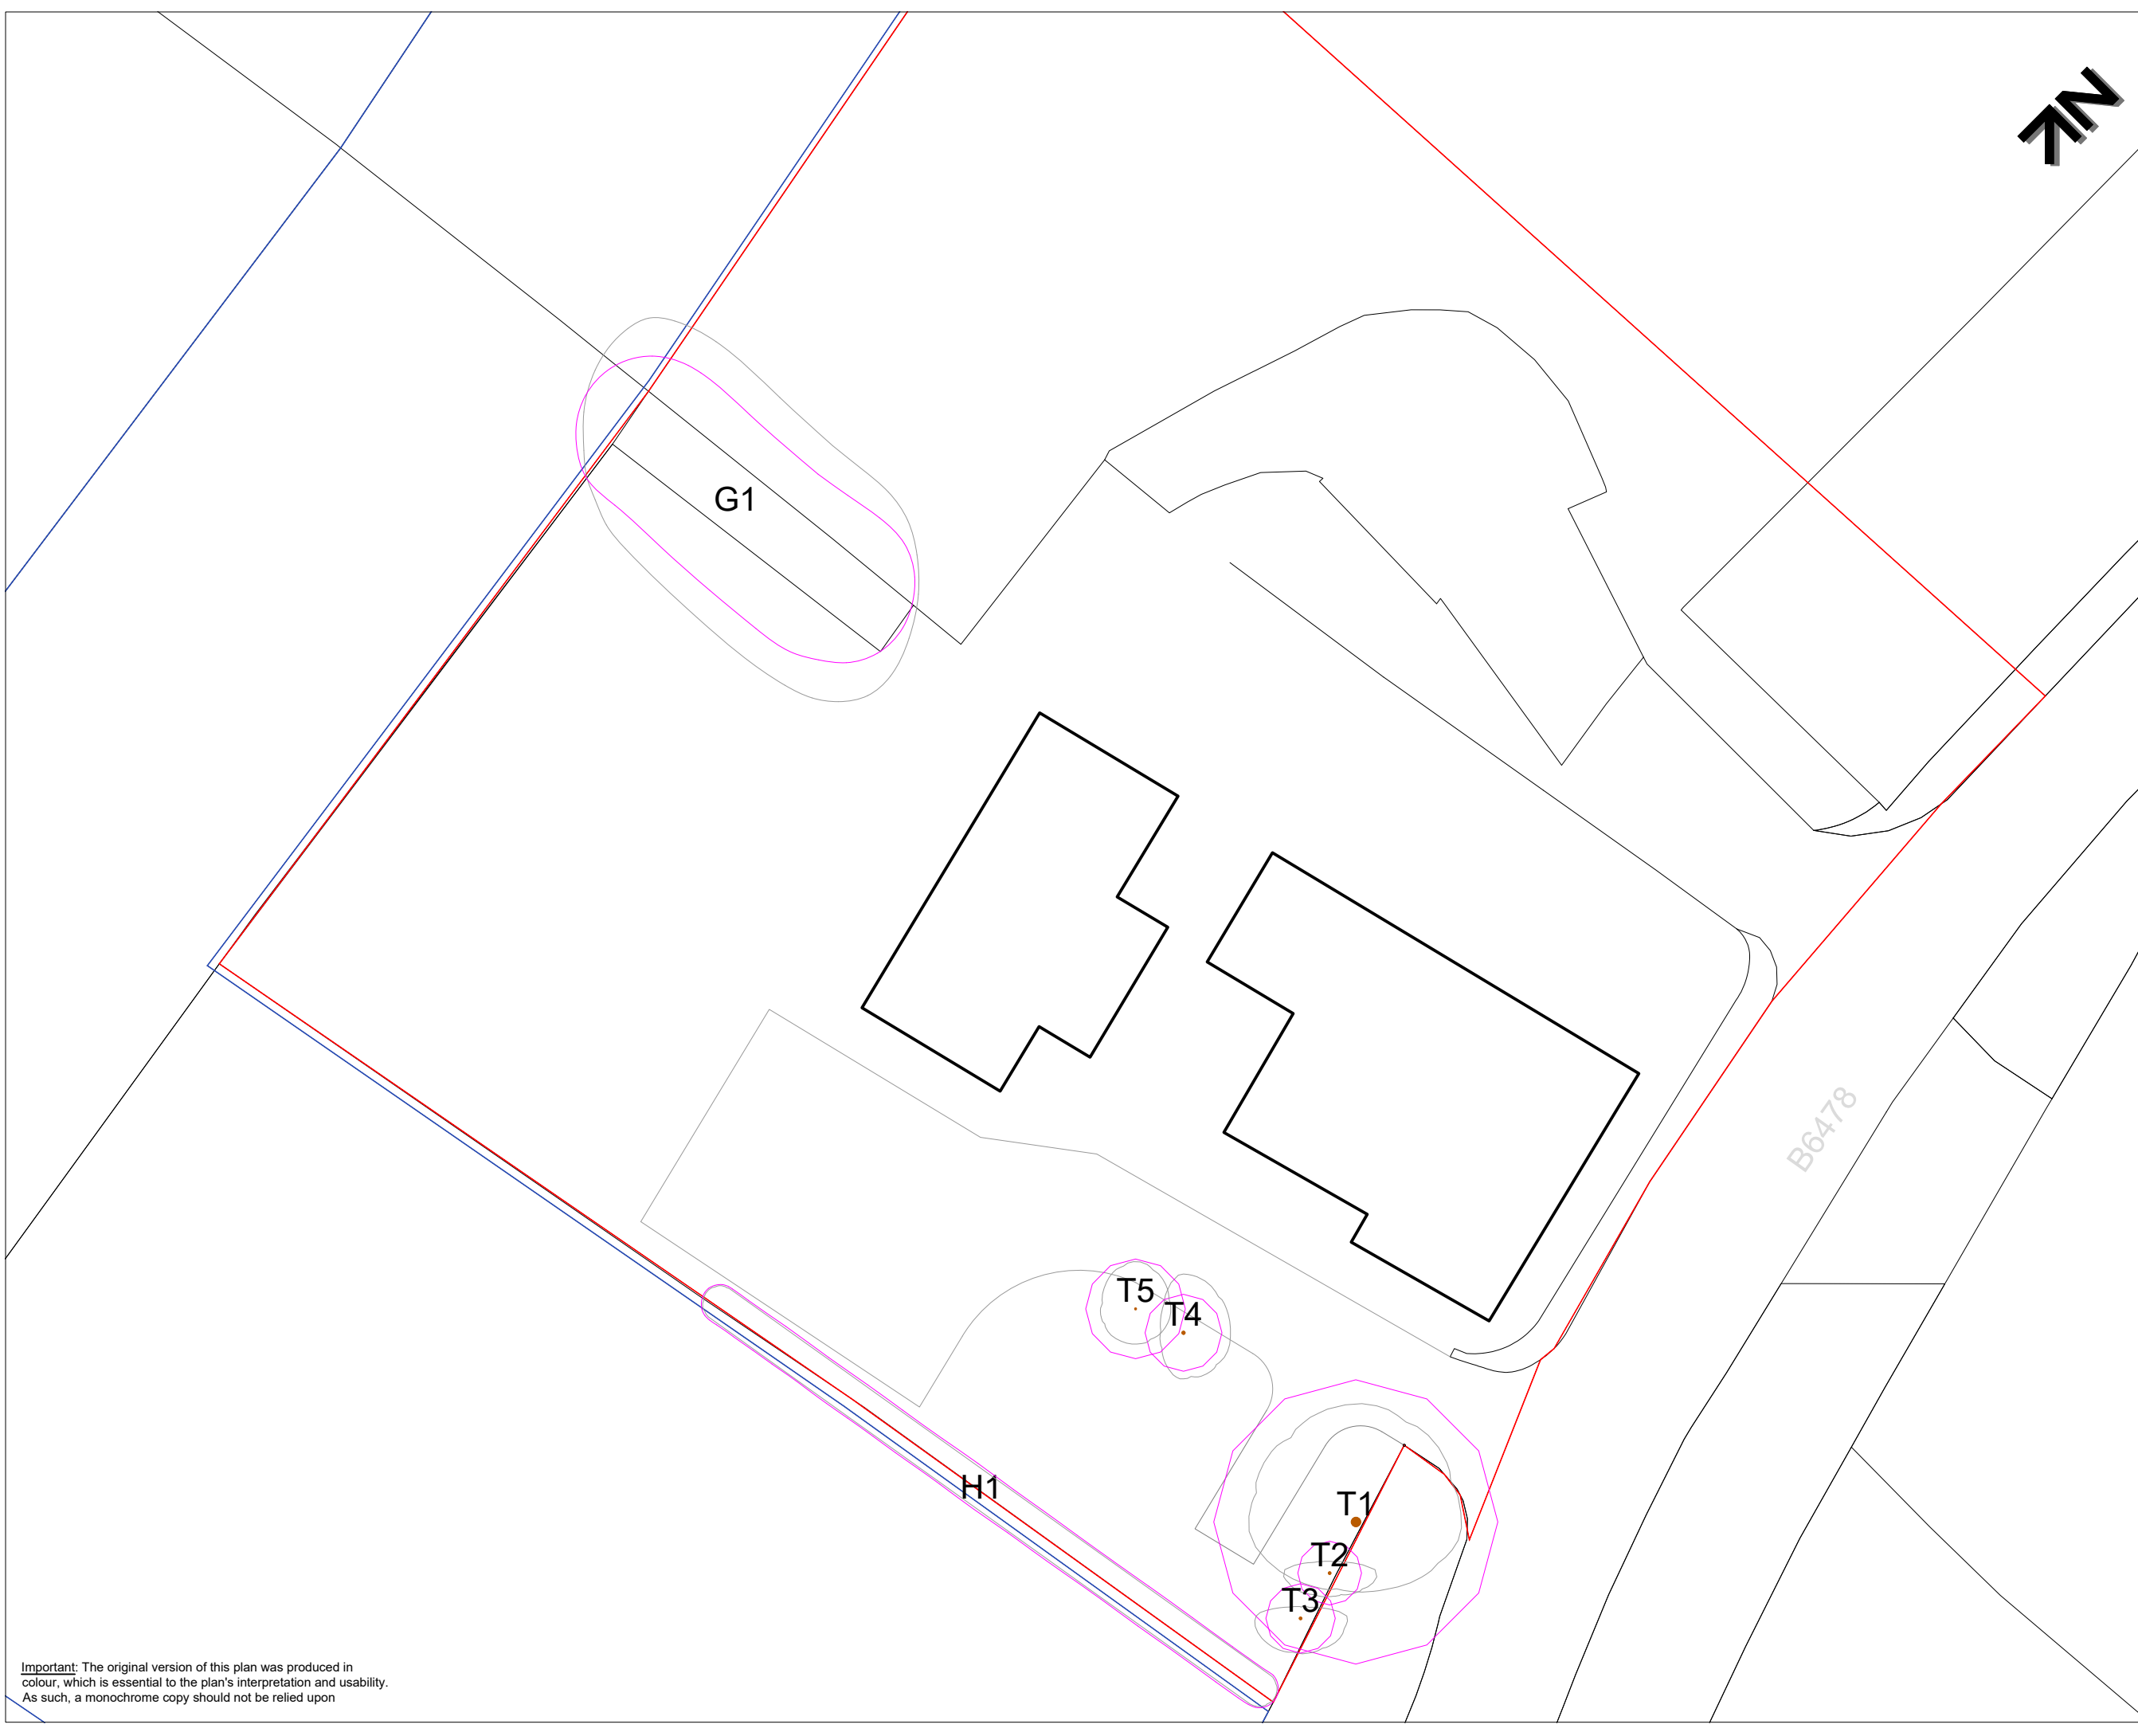 N
G1
B6478
T5
T4
H1
T1
T2
T3
Important: The original version of this plan was produced in
colour, which is essential to the plan's interpretation and usability.
As such, a monochrome copy should not be relied upon